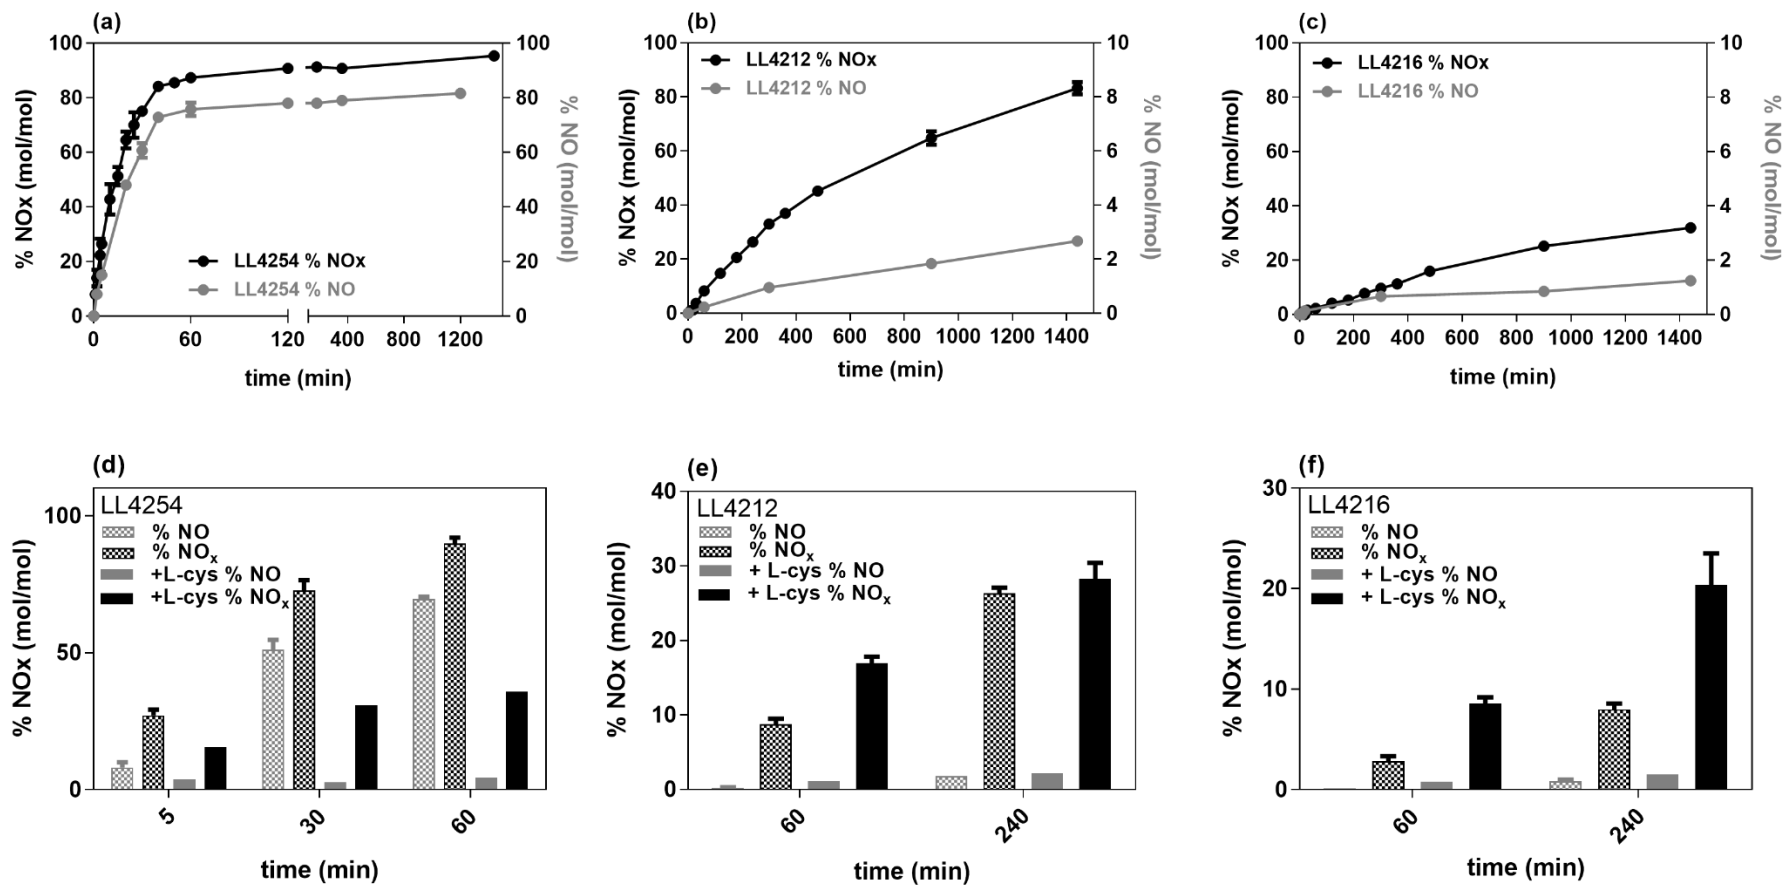 (a)
100
80
60
40
20
0
% NOx (mol/mol)
100
80
60
40
20
0
% NO (mol/mol)
LL4254 % NOx
LL4254 % NO
0 60 120 400 800 1200
time (min)
(b)
100
80
60
40
20
0
% NOx (mol/mol)
10
8
6
4
2
0
% NO (mol/mol)
LL4212 % NOx
LL4212 % NO
0 200 400 600 800 1000 1200 1400
time (min)
(c)
100
80
60
40
20
0
% NOx (mol/mol)
10
8
6
4
2
0
% NO (mol/mol)
LL4216 % NOx
LL4216 % NO
0 200 400 600 800 1000 1200 1400
time (min)
(d)
100
50
0
% NOx (mol/mol)
LL4254
% NO
% NOx
+L-cys % NO
+L-cys % NOx
5 30 60
time (min)
(e)
40
30
20
10
0
% NOx (mol/mol)
LL4212
% NO
% NOx
+ L-cys % NO
+ L-cys % NOx
60 240
time (min)
(f)
30
20
10
0
% NOx (mol/mol)
LL4216
% NO
% NOx
+ L-cys % NO
+ L-cys % NOx
60 240
time (min)